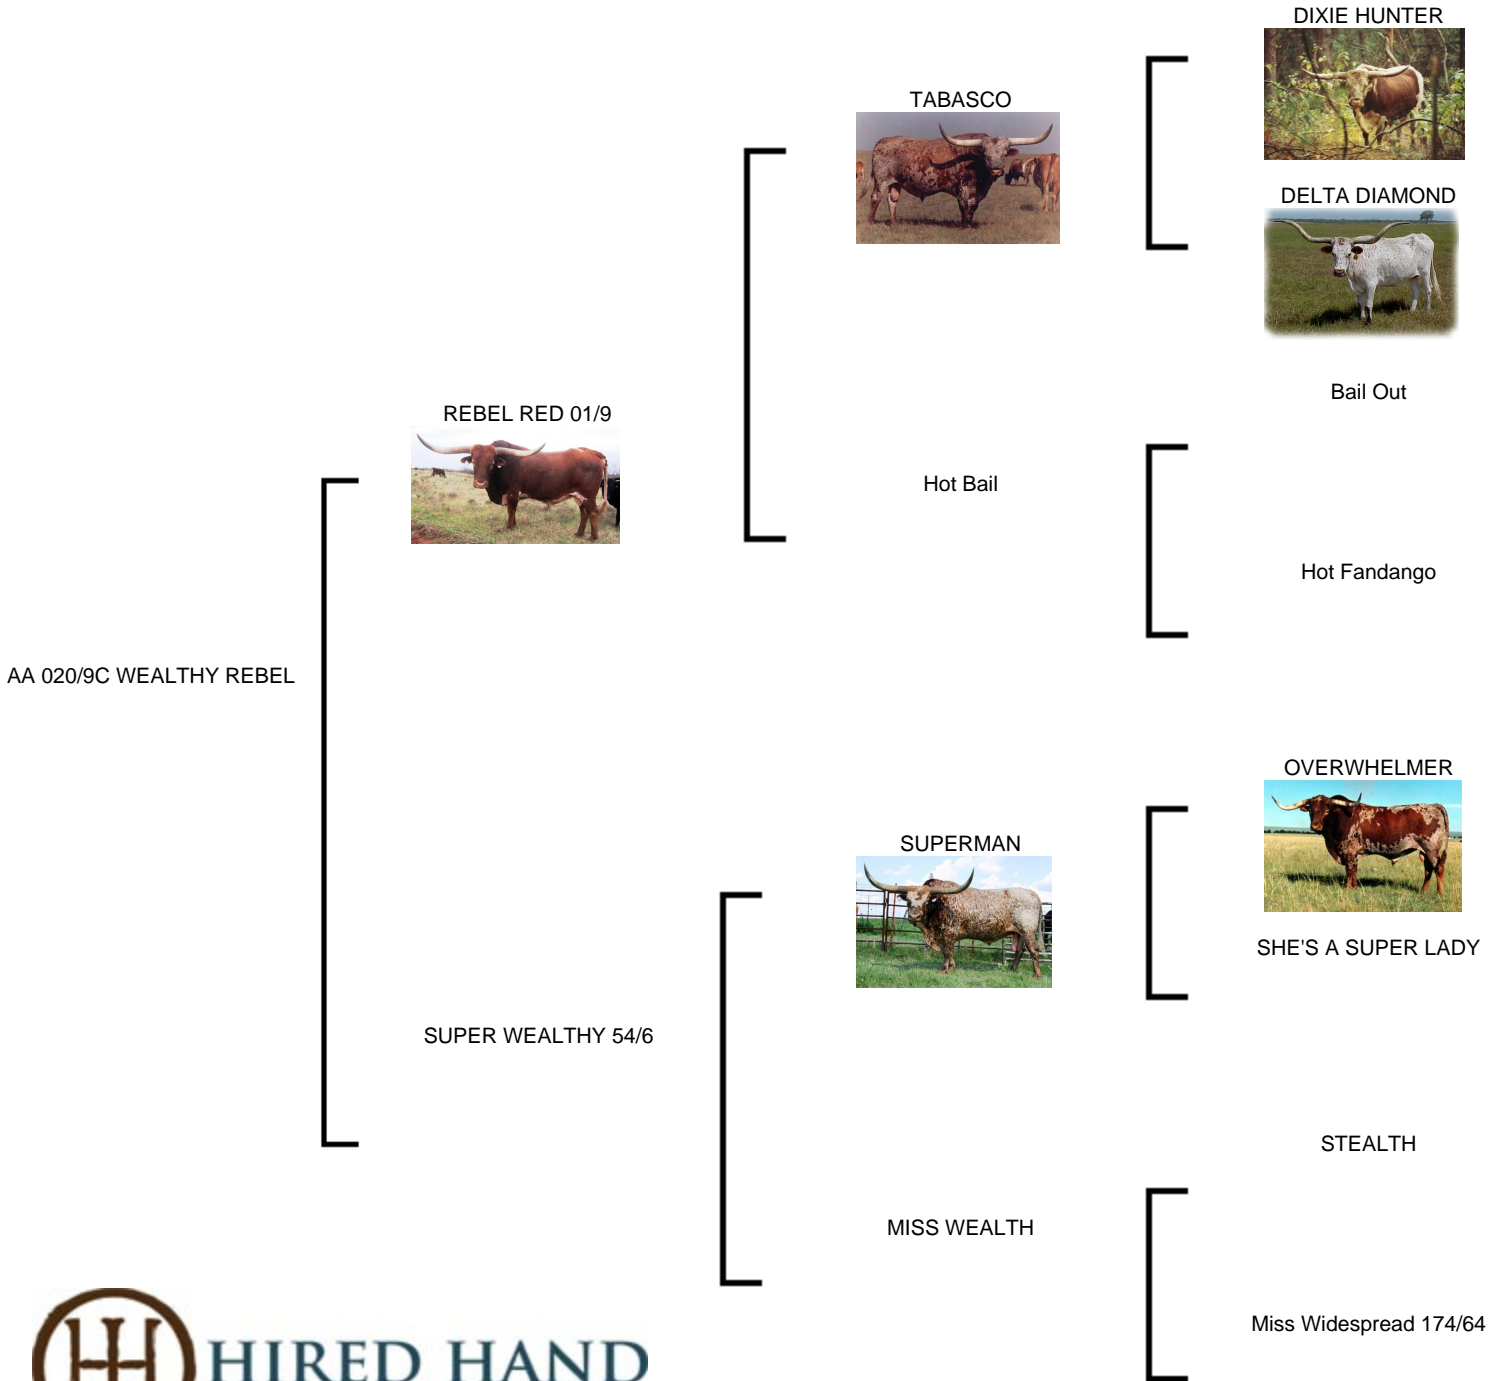 DIXIE HUNTER
TABASCO
DELTA DIAMOND
Bail Out
REBEL RED 01/9
Hot Bail
Hot Fandango
AA 020/9C WEALTHY REBEL
OVERWHELMER
SUPERMAN
SHE'S A SUPER LADY
SUPER WEALTHY 54/6
STEALTH
MISS WEALTH
Miss Widespread 174/64
HIRED HAND